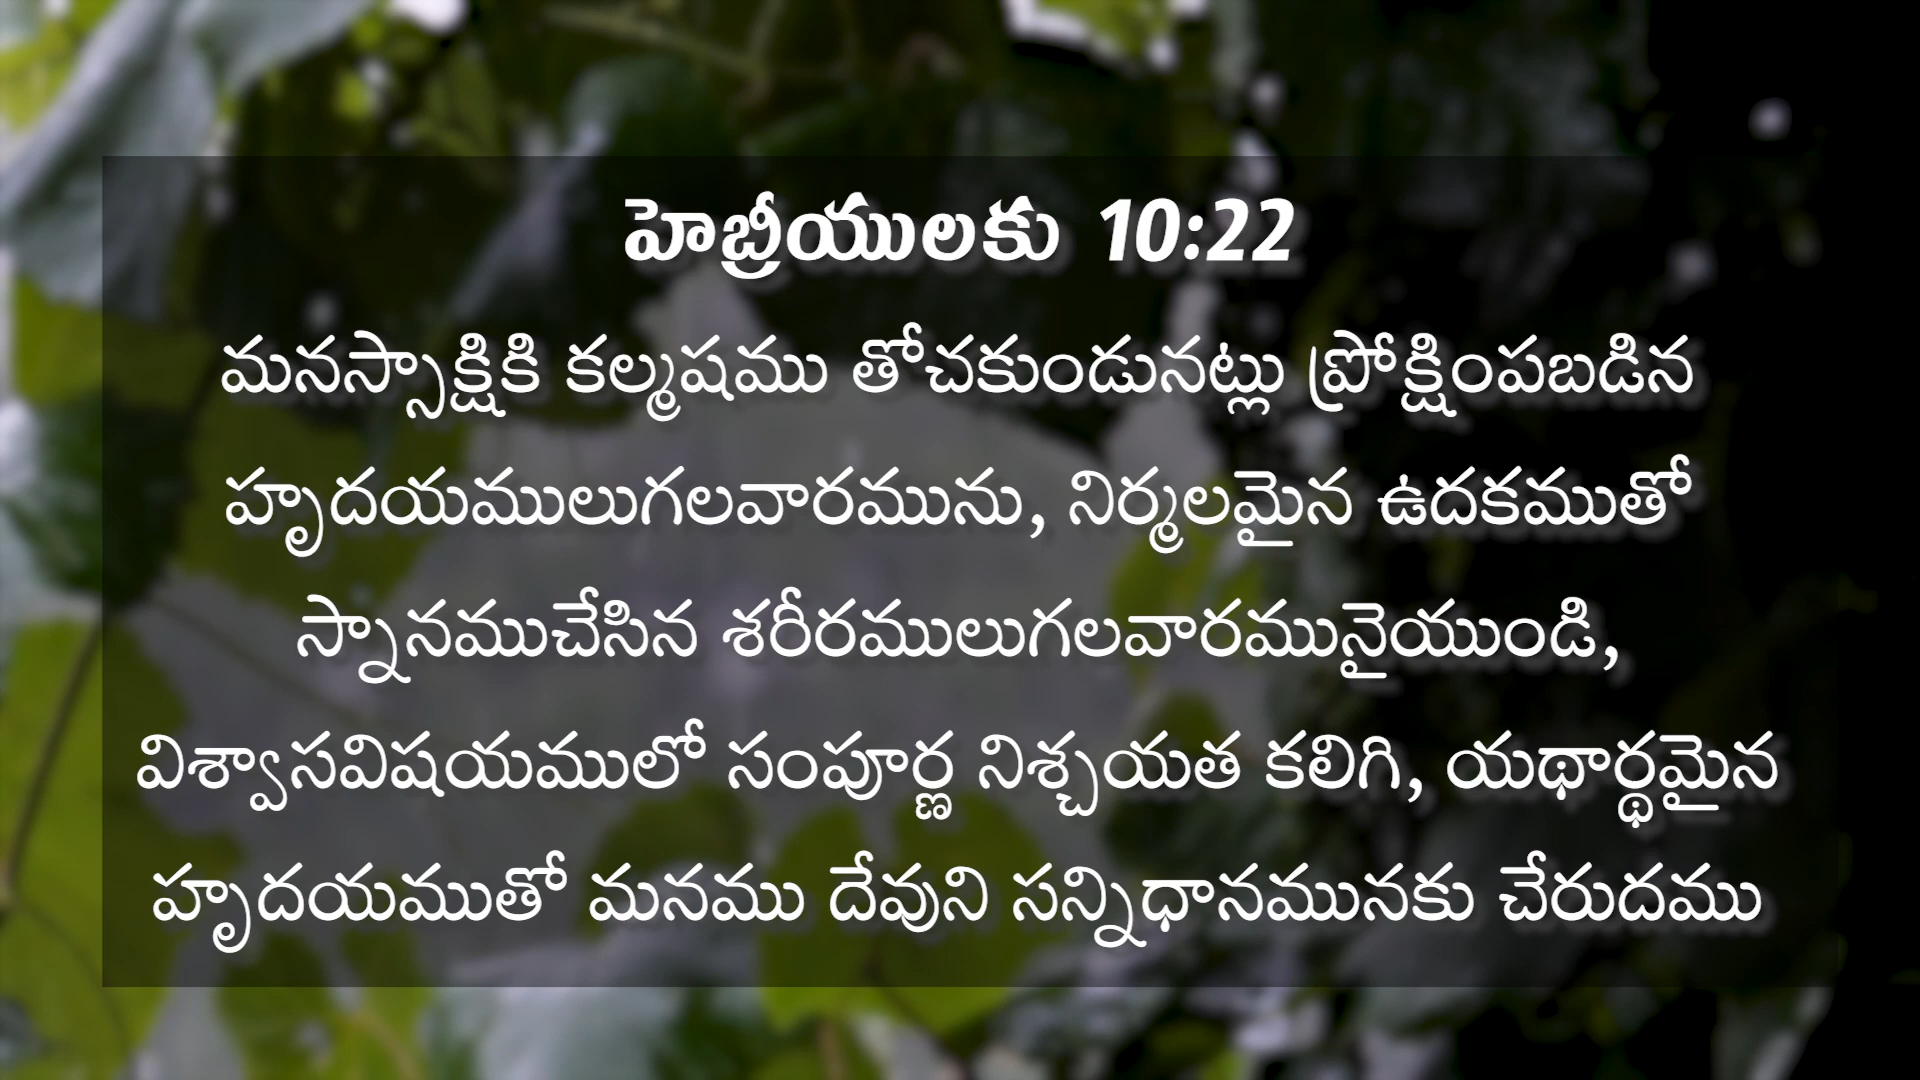 హెబ్రీయులకు 10:22
మనస్సాక్షికి కల్మషము తోచకుండునట్లు ప్రోక్షింపబడిన
హృదయములుగలవారమును, నిర్మలమైన ఉదకముతో
స్నానముచేసిన శరీరములుగలవారమునైయుండి,
విశ్వాసవిషయములో సంపూర్ణ నిశ్చయత కలిగి, యథార్థమైన
హృదయముతో మనము దేవుని సన్నిధానమునకు చేరుదము